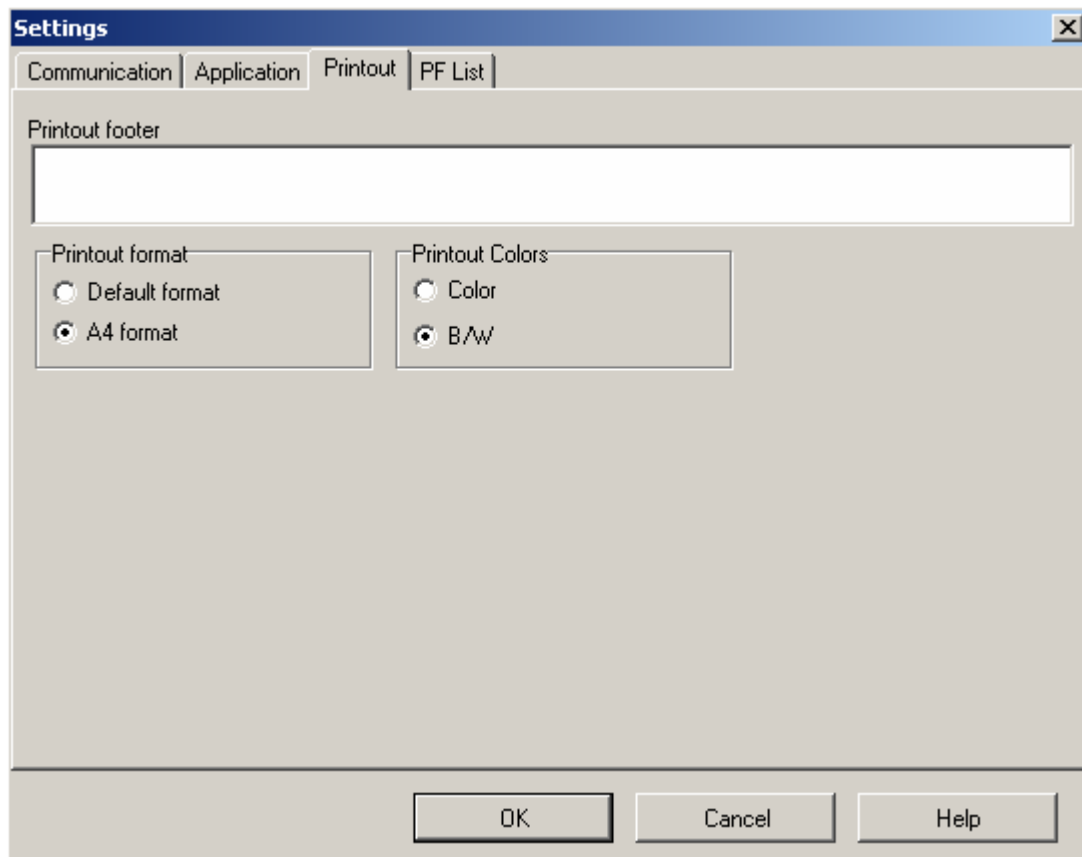 Settings
Communication Application Printout PF List
Printout footer
Printout format
Default format
A4 format
Printout Colors
Color
B/W
OK Cancel Help